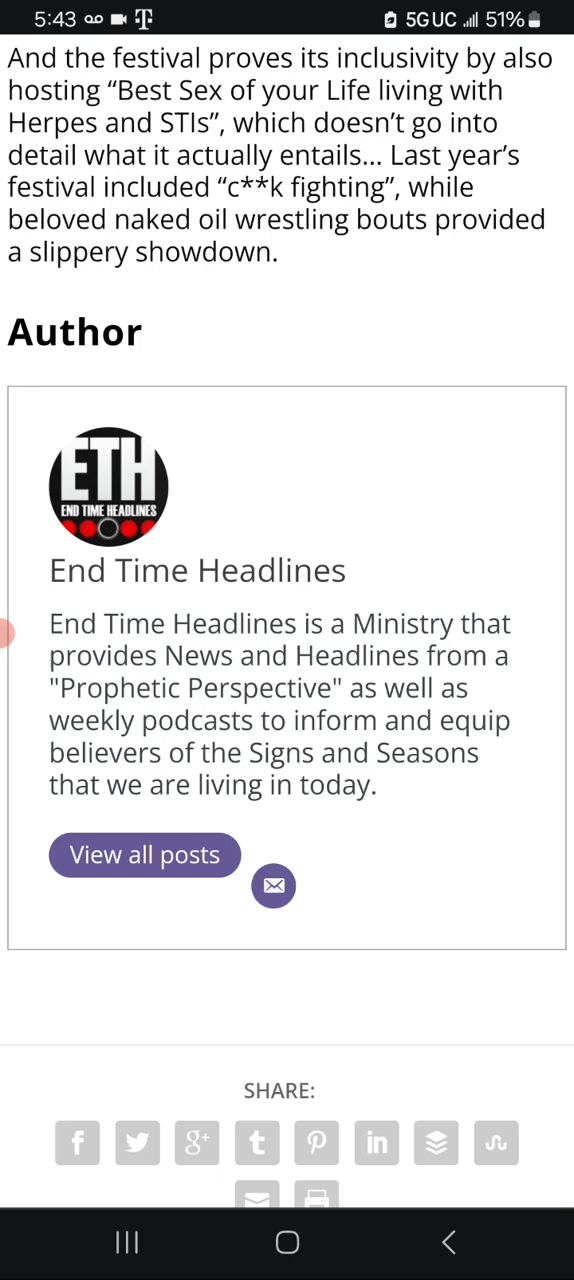 5:43 5GUC 51%
And the festival proves its inclusivity by also
hosting “Best Sex of your Life living with
Herpes and STIs”, which doesn’t go into
detail what it actually entails... Last year’s
festival included “c**k fighting”, while
beloved naked oil wrestling bouts provided
a slippery showdown.
Author
ETH
END TIME HEADLINES
End Time Headlines
End Time Headlines is a Ministry that
provides News and Headlines from a
"Prophetic Perspective" as well as
weekly podcasts to inform and equip
believers of the Signs and Seasons
that we are living in today.
View all posts
SHARE: